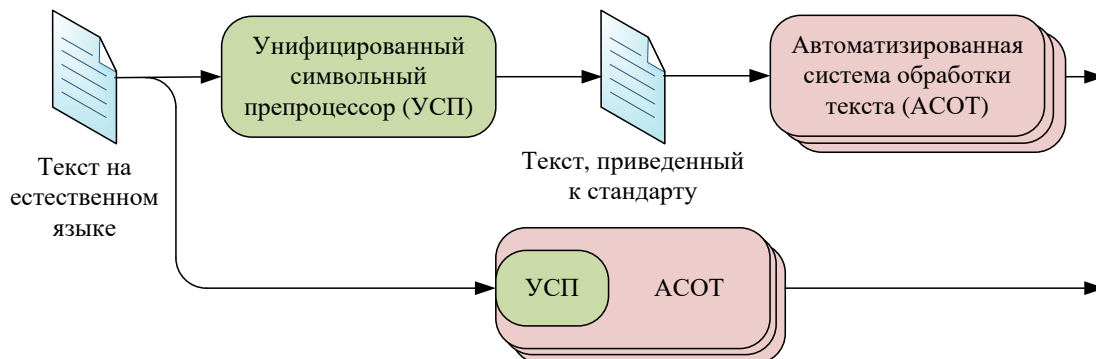 Унифицированный
символьный
препроцессор (УСП)
Автоматизированная
система обработки
текста (АСОТ)
Текст на
естественном
языке
Текст, приведенный
к стандарту
УСП
АСОТ